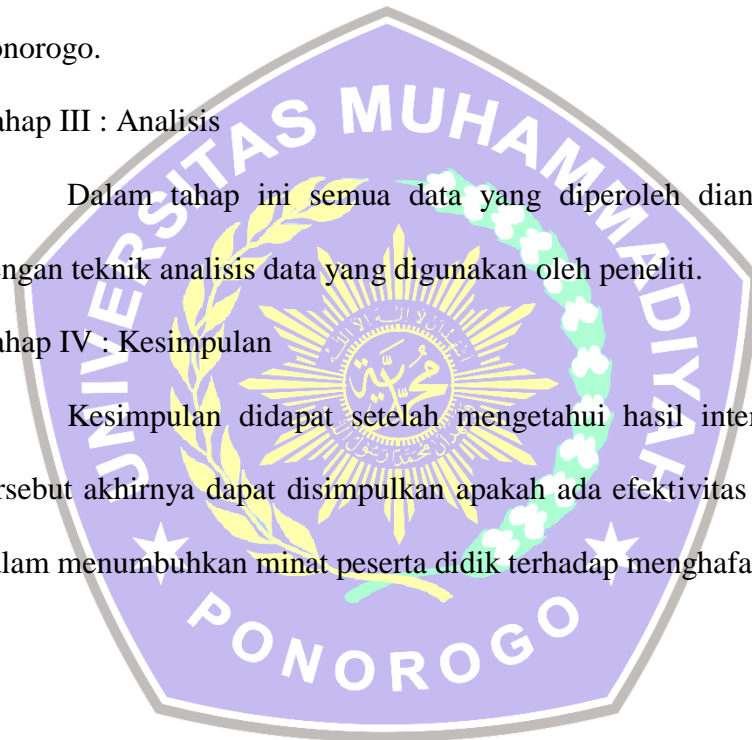 onorogo.
ahap III : Analisis
Dalam tahap ini semua data yang diperoleh dian
engan teknik analisis data yang digunakan oleh peneliti.
ahap IV : Kesimpulan
Kesimpulan didapat setelah mengetahui hasil inter
rsebut akhirnya dapat disimpulkan apakah ada efektivitas
alam menumbuhkan minat peserta didik terhadap menghafa
UNIVERSITAS MUHAMMADIYAH
PONOROGO
محمدية